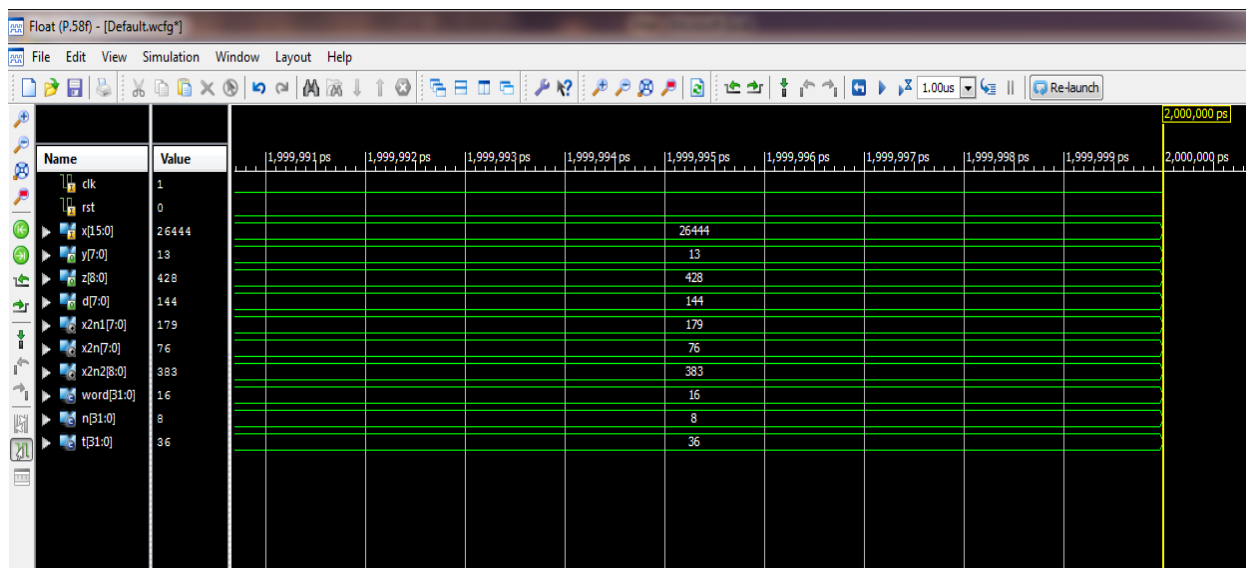 Float (P.58f) - [Default.wcfg*]
File Edit View Simulation Window Layout Help
1.00us Re-launch
2,000,000 ps
Name Value 1,999,991 ps 1,999,992 ps 1,999,993 ps 1,999,994 ps 1,999,995 ps 1,999,996 ps 1,999,997 ps 1,999,998 ps 1,999,999 ps 2,000,000 ps
clk 1
rst 0
x[15:0] 26444 26444
y[7:0] 13 13
z[8:0] 428 428
d[7:0] 144 144
x2n1[7:0] 179 179
x2n[7:0] 76 76
x2n2[8:0] 383 383
word[31:0] 16 16
n[31:0] 8 8
t[31:0] 36 36